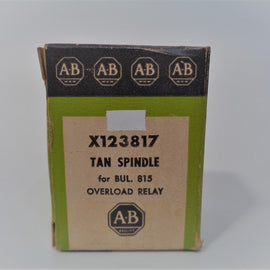 AB AB AB AB
X123817
TAN SPINDLE
for BUL. 815
OVERLOAD RELAY
AB